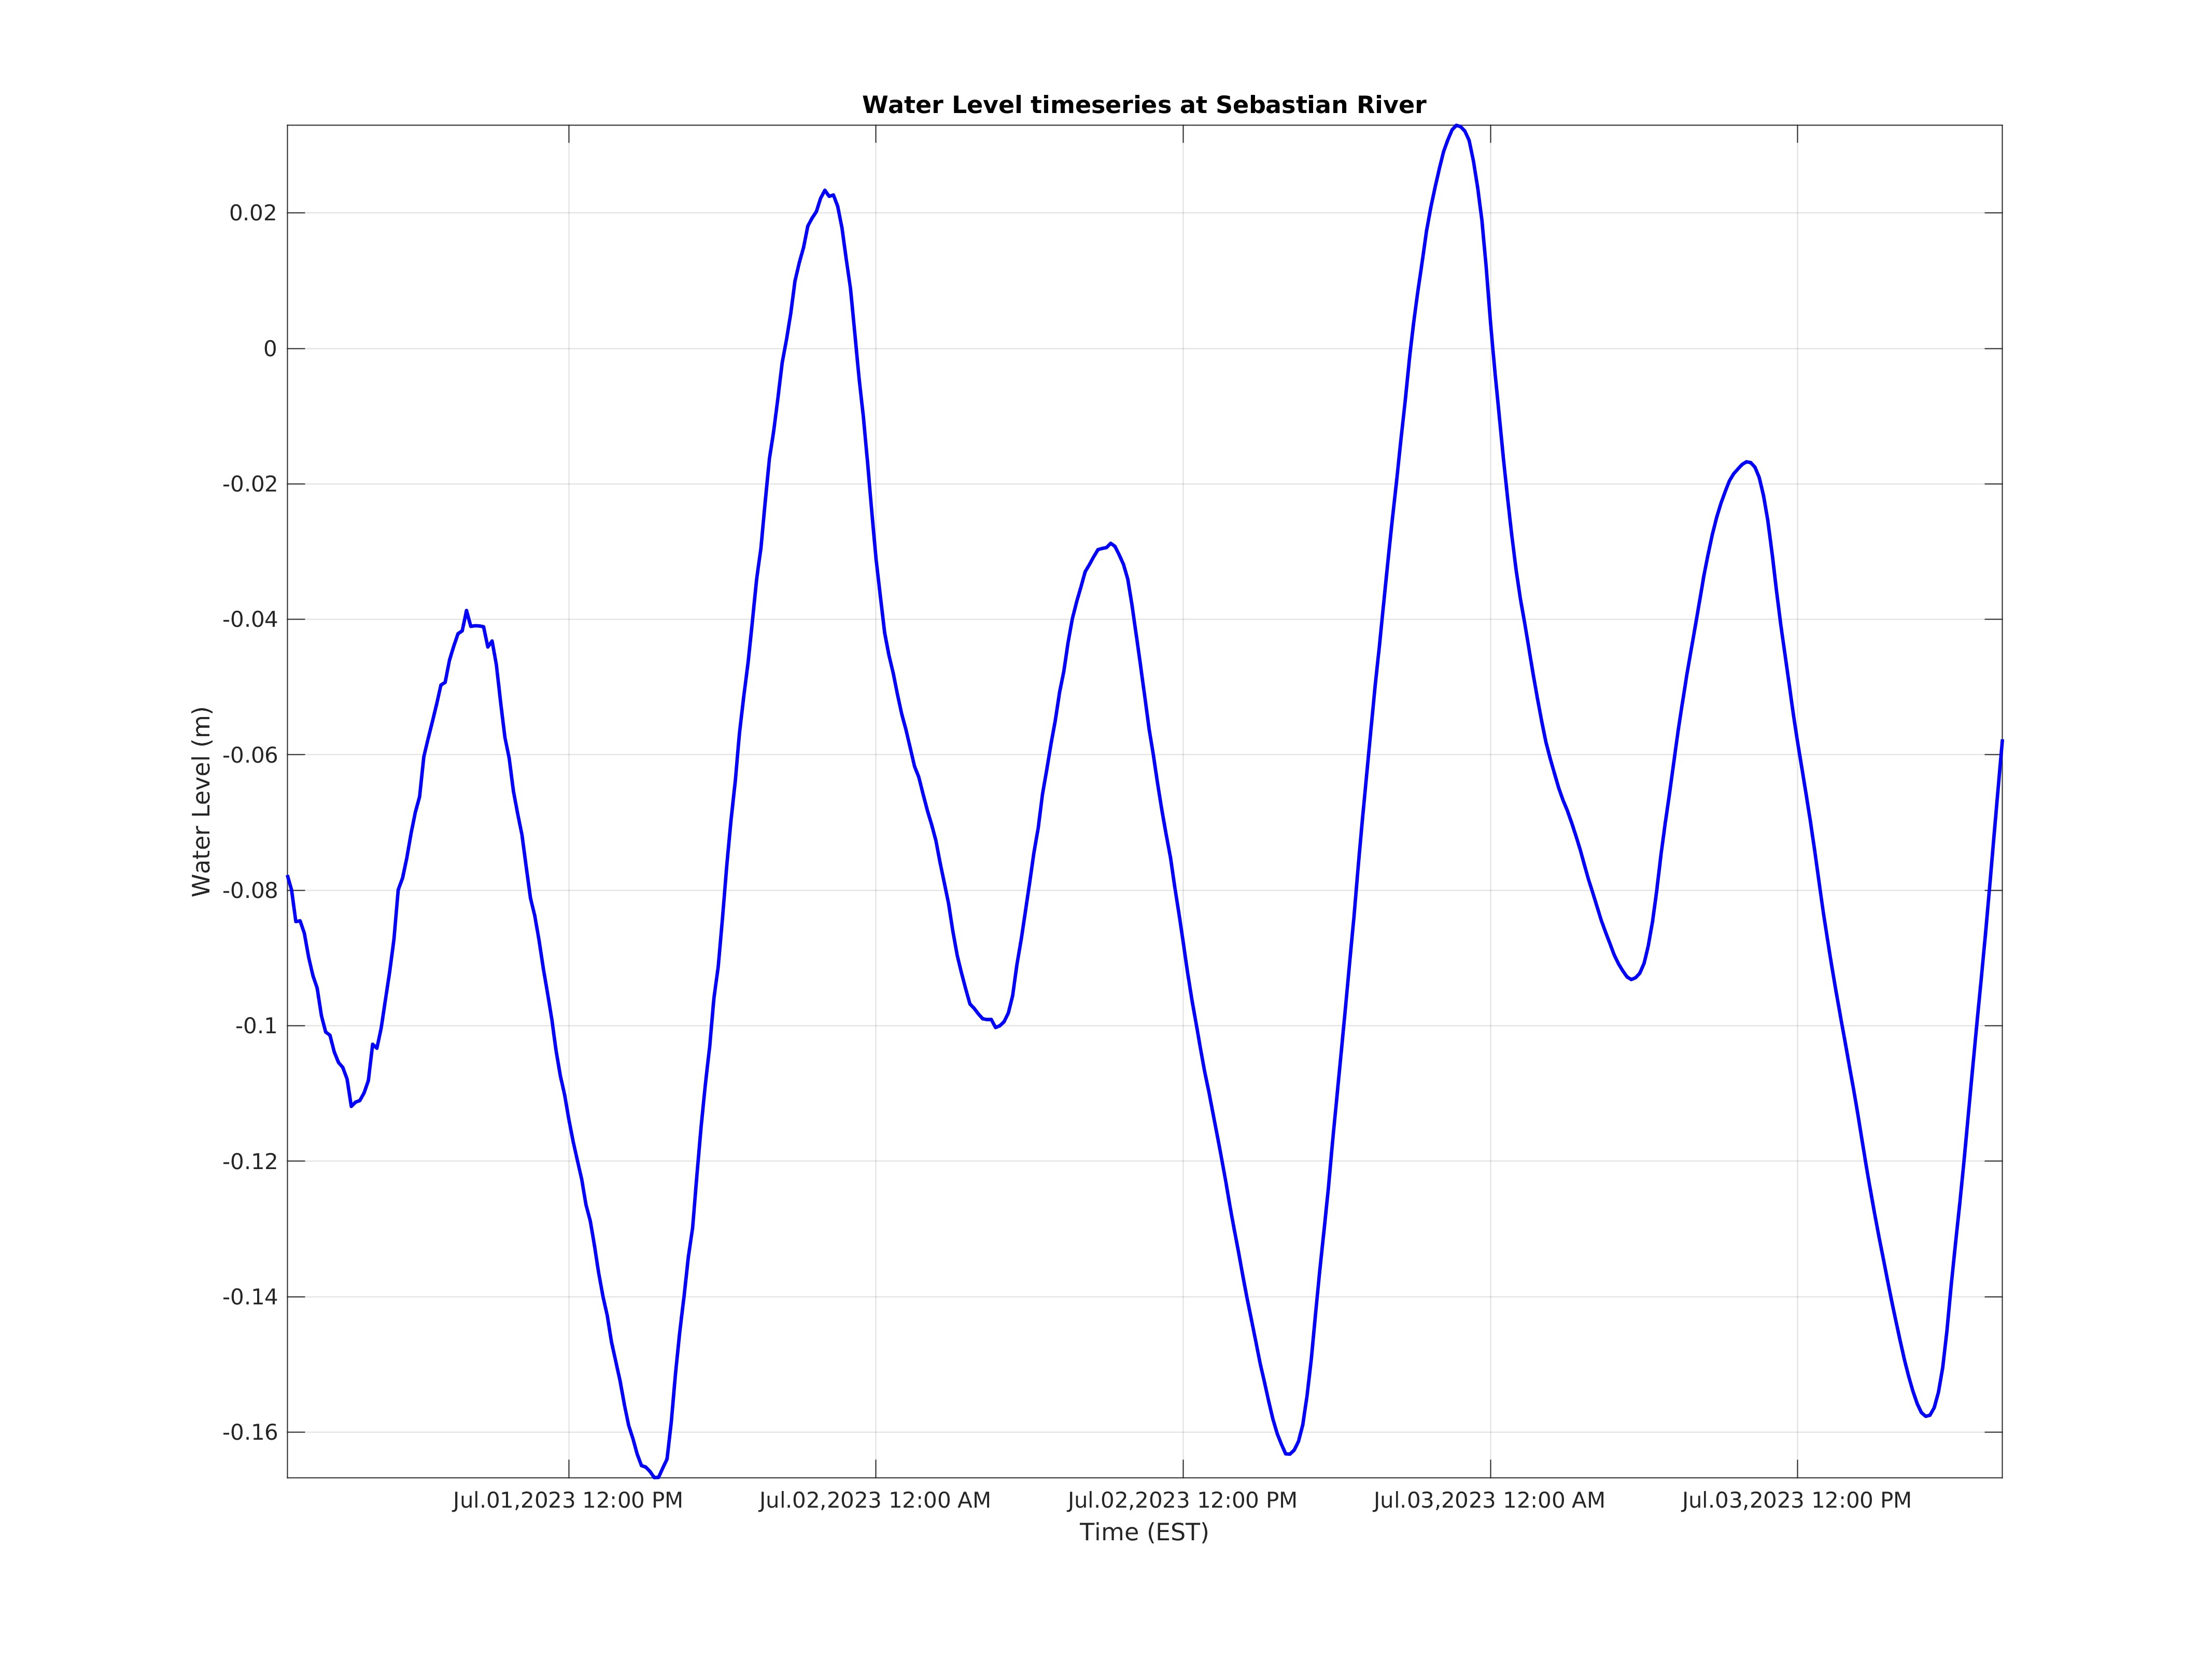 Water Level timeseries at Sebastian River
Water Level (m)
0.02
0
-0.02
-0.04
-0.06
-0.08
-0.1
-0.12
-0.14
-0.16
Jul.01,2023 12:00 PM
Jul.02,2023 12:00 AM
Jul.02,2023 12:00 PM
Jul.03,2023 12:00 AM
Jul.03,2023 12:00 PM
Time (EST)